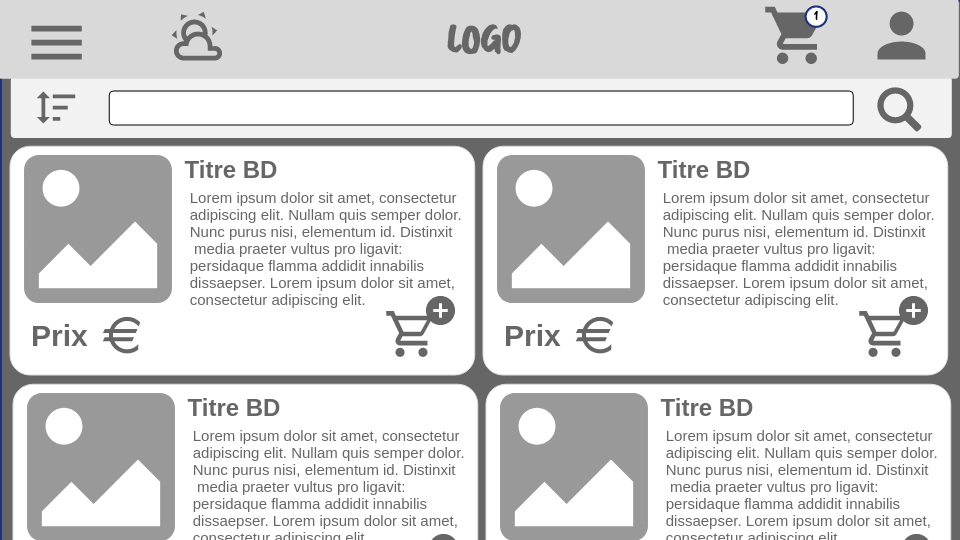 LOGO
1
Titre BD
Lorem ipsum dolor sit amet, consectetur
adipiscing elit. Nullam quis semper dolor.
Nunc purus nisi, elementum id. Distinxit
media praeter vultus pro ligavit:
persidaque flamma addidit innabilis
dissaepser. Lorem ipsum dolor sit amet,
consectetur adipiscing elit.
Prix €
Titre BD
Lorem ipsum dolor sit amet, consectetur
adipiscing elit. Nullam quis semper dolor.
Nunc purus nisi, elementum id. Distinxit
media praeter vultus pro ligavit:
persidaque flamma addidit innabilis
dissaepser. Lorem ipsum dolor sit amet,
consectetur adipiscing elit.
Prix €
Titre BD
Lorem ipsum dolor sit amet, consectetur
adipiscing elit. Nullam quis semper dolor.
Nunc purus nisi, elementum id. Distinxit
media praeter vultus pro ligavit:
persidaque flamma addidit innabilis
dissaepser. Lorem ipsum dolor sit amet,
consectetur adipiscing elit.
Titre BD
Lorem ipsum dolor sit amet, consectetur
adipiscing elit. Nullam quis semper dolor.
Nunc purus nisi, elementum id. Distinxit
media praeter vultus pro ligavit:
persidaque flamma addidit innabilis
dissaepser. Lorem ipsum dolor sit amet,
consectetur adipiscing elit.